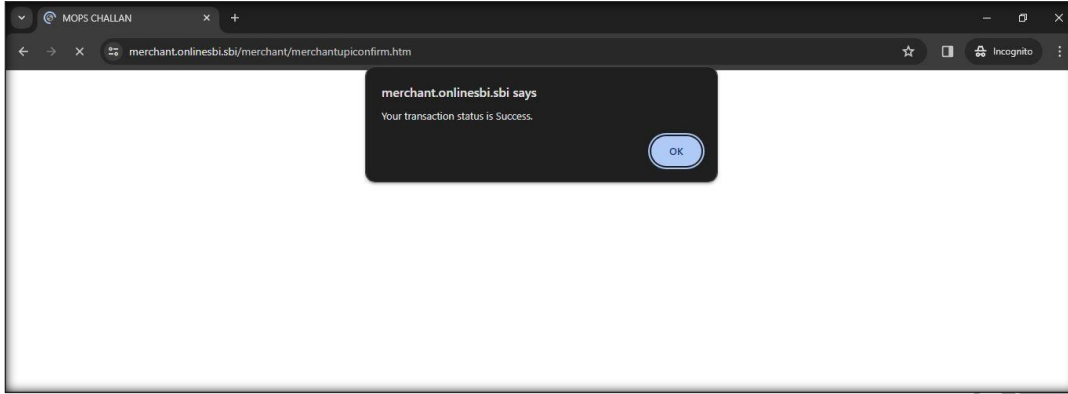 MOPS CHALLAN
merchant.onlinesbi.sbi/merchant/merchantupiconfirm.htm
Incognito
merchant.onlinesbi.sbi says
Your transaction status is Success.
OK